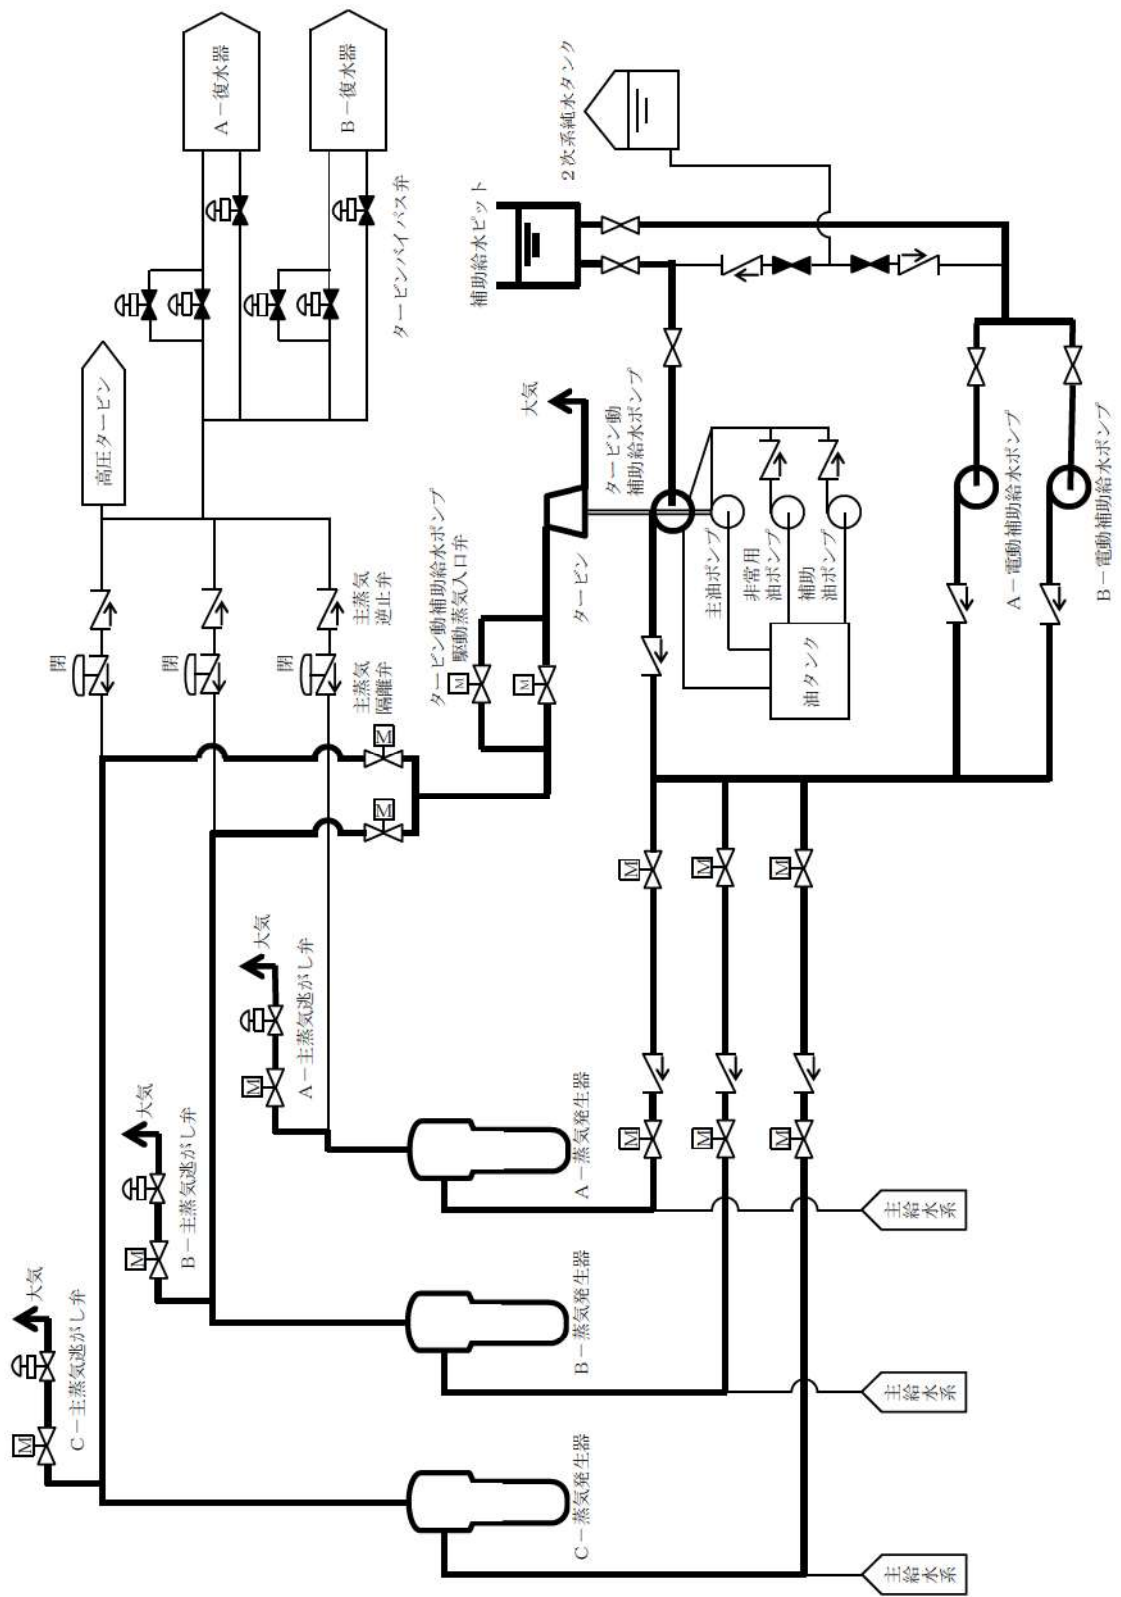 A－復水器
B－復水器
タービンバイパス弁
高圧タービン
2次系純水タンク
補助給水ピット
大気
タービン動
補助給水ポンプ
タービン
タービン動補助給水ポンプ
駆動蒸気入口弁
主蒸気
逆止弁
主蒸気
隔離弁
閉
閉
閉
M
M
M
M
主油ポンプ
非常用
油ポンプ
補助
油ポンプ
油タンク
A－電動補助給水ポンプ
B－電動補助給水ポンプ
大気
M
A－主蒸気逃がし弁
大気
M
B－主蒸気逃がし弁
大気
M
C－主蒸気逃がし弁
M
M
M
M
M
M
A－蒸気発生器
B－蒸気発生器
C－蒸気発生器
主
給
水
系
主
給
水
系
主
給
水
系